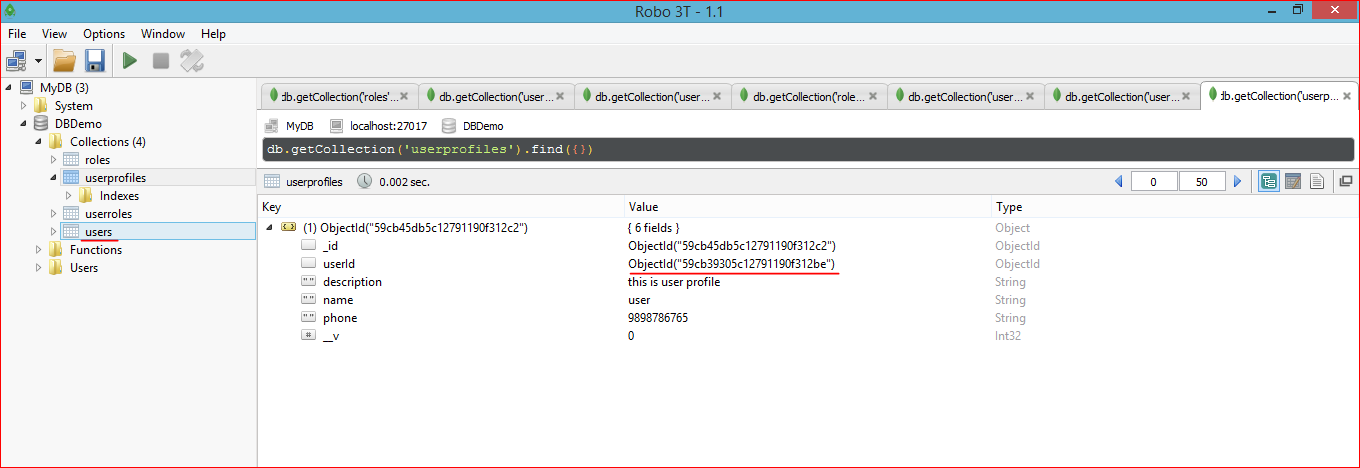 Robo 3T - 1.1
File View Options Window Help
MyDB (3)
System
DBDemo
Collections (4)
roles
userprofiles
Indexes
userroles
users
Functions
Users
db.getCollection('roles'... db.getCollection('user... db.getCollection('user... db.getCollection('role... db.getCollection('user... db.getCollection('user... db.getCollection('userp...
MyDB localhost:27017 DBDemo
db.getCollection('userprofiles').find({})
userprofiles 0.002 sec. 0 50
Key Value Type
(1) ObjectId("59cb45db5c12791190f312c2") { 6 fields } Object
_id ObjectId("59cb45db5c12791190f312c2") ObjectId
userId ObjectId("59cb39305c12791190f312be") ObjectId
"" description this is user profile String
"" name user String
"" phone 9898786765 String
# __v 0 Int32